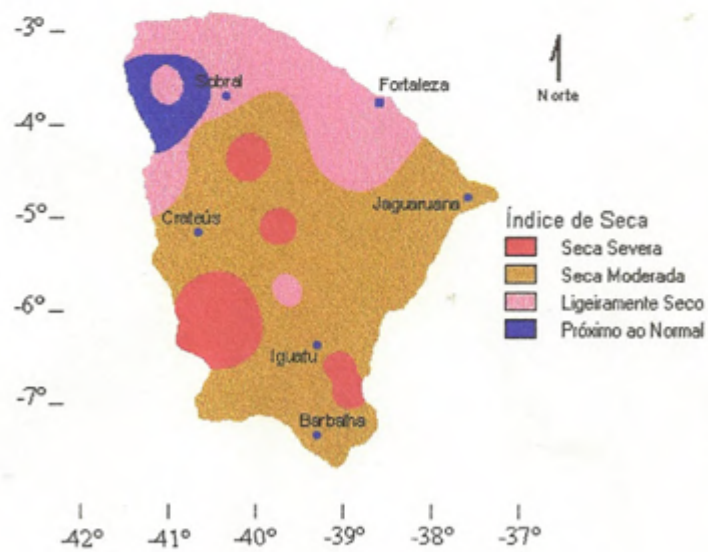 -3°
Sobral
Fortaleza
Norte
-4°
Jaguaruana
-5°
Crateús
Índice de Seca
Seca Severa
Seca Moderada
-6°
Ligeiramente Seco
Próximo ao Normal
Iguatu
-7°
Barbalha
-42°
-41°
-40°
-39°
-38°
-37°